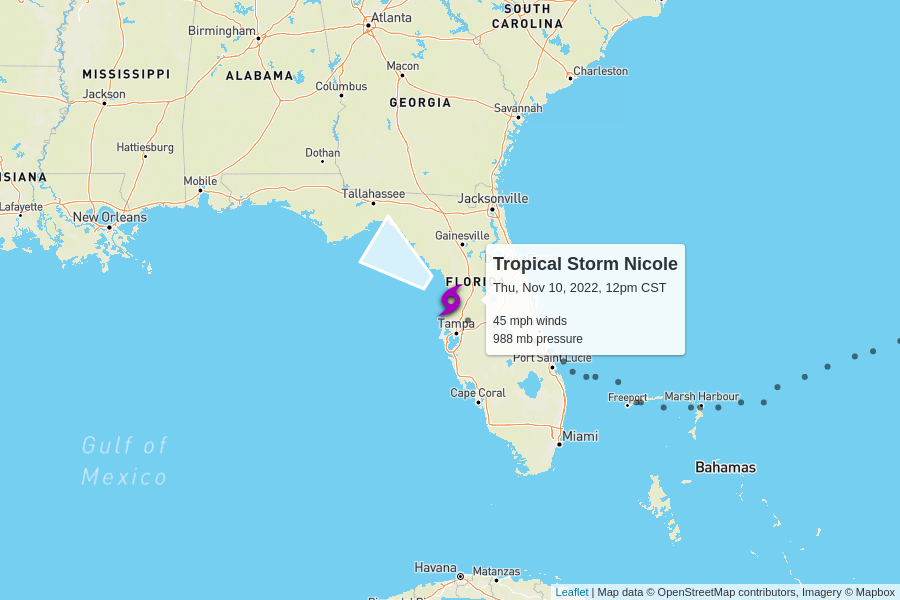 SOUTH
CAROLINA
Atlanta
Birmingham
MISSISSIPPI
ALABAMA
Macon
Charleston
Columbus
Jackson
GEORGIA
Savannah
Hattiesburg
Dothan
SIANA
Mobile
Tallahassee
Jacksonville
Lafayette
New Orleans
Gainesville
Tropical Storm Nicole
FLORI
Thu, Nov 10, 2022, 12pm CST
45 mph winds
Tampa
988 mb pressure
Port Saint Lucie
Cape Coral
Freeport
Marsh Harbour
Miami
Gulf of
Mexico
Bahamas
Havana
Matanzas
Leaflet | Map data © OpenStreetMap contributors, Imagery © Mapbox